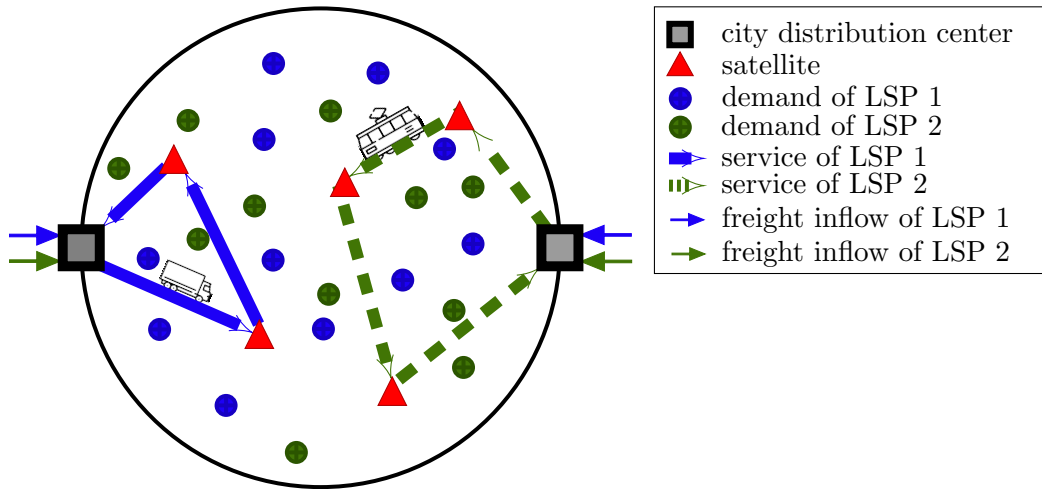 city distribution center
satellite
demand of LSP 1
demand of LSP 2
service of LSP 1
service of LSP 2
freight inflow of LSP 1
freight inflow of LSP 2